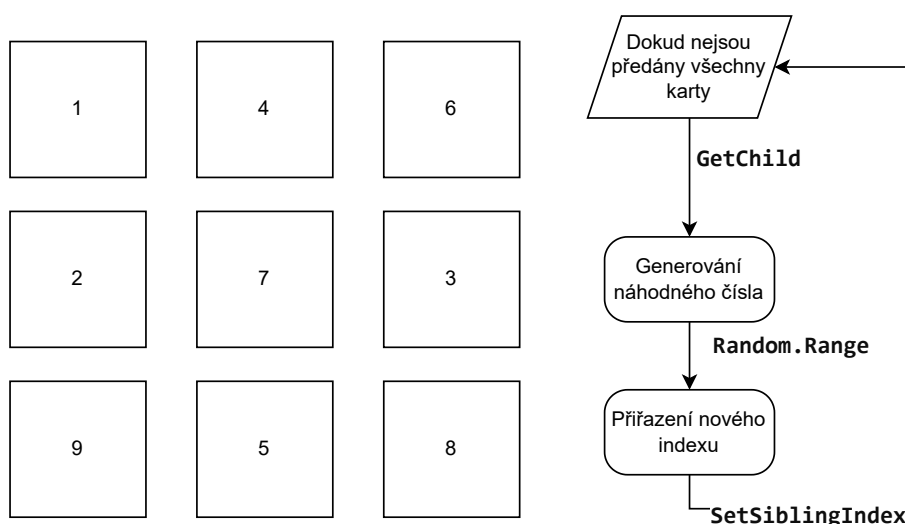 1 4 6
2 7 3
9 5 8
Dokud nejsou
předány všechny
karty
GetChild
Generování
náhodného čísla
Random.Range
Přiřazení nového
indexu
SetSiblingIndex